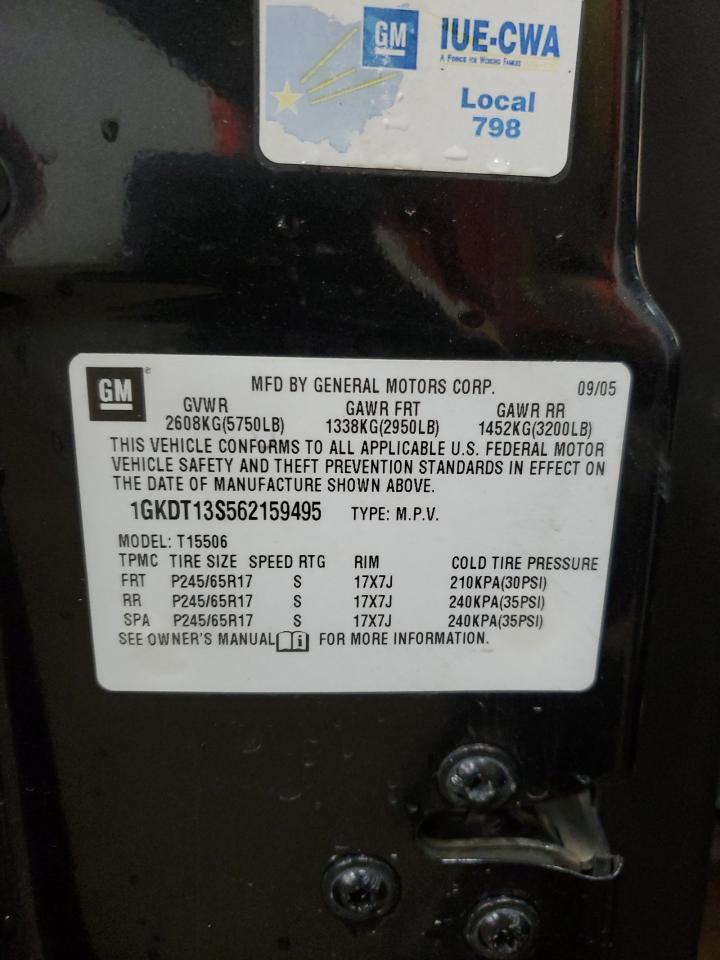 GM IUE-CWA
A Force for Working Families
Local
798
GM
MFD BY GENERAL MOTORS CORP. 09/05
GVWR GAWR FRT GAWR RR
2608KG(5750LB) 1338KG(2950LB) 1452KG(3200LB)
THIS VEHICLE CONFORMS TO ALL APPLICABLE U.S. FEDERAL MOTOR
VEHICLE SAFETY AND THEFT PREVENTION STANDARDS IN EFFECT ON
THE DATE OF MANUFACTURE SHOWN ABOVE.
1GKDT13S562159495 TYPE: M.P.V.
MODEL: T15506
TPMC TIRE SIZE SPEED RTG RIM COLD TIRE PRESSURE
FRT P245/65R17 S 17X7J 210KPA(30PSI)
RR P245/65R17 S 17X7J 240KPA(35PSI)
SPA P245/65R17 S 17X7J 240KPA(35PSI)
SEE OWNER'S MANUAL i FOR MORE INFORMATION.